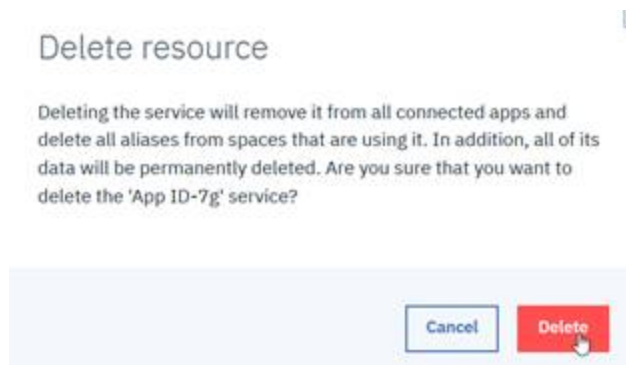 Delete resource
Deleting the service will remove it from all connected apps and
delete all aliases from spaces that are using it. In addition, all of its
data will be permanently deleted. Are you sure that you want to
delete the 'App ID-7g' service?
Cancel
Delete